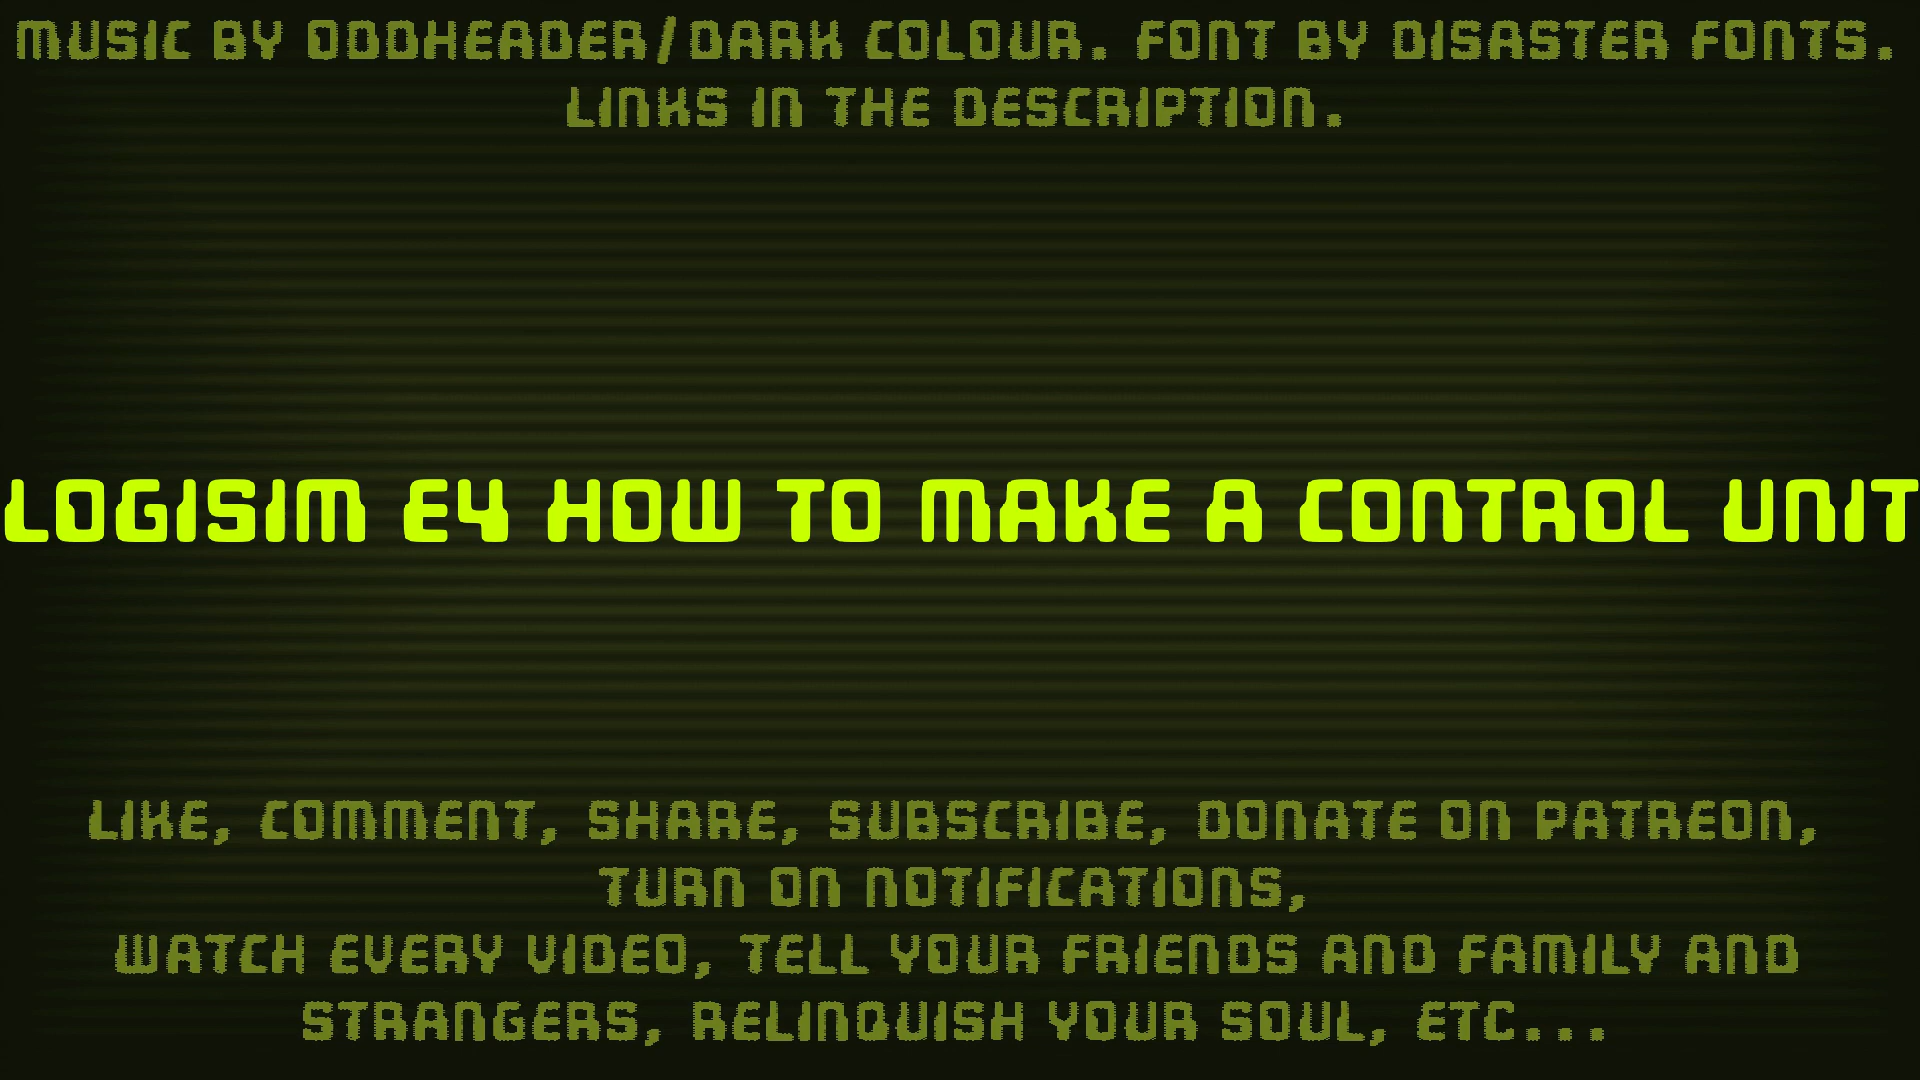 MUSIC BY ODDHEADER/DARK COLOUR. FONT BY DISASTER FONTS.
LINKS IN THE DESCRIPTION.
LOGISIM E4 HOW TO MAKE A CONTROL UNIT
LIKE, COMMENT, SHARE, SUBSCRIBE, DONATE ON PATREON,
TURN ON NOTIFICATIONS,
WATCH EVERY VIDEO, TELL YOUR FRIENDS AND FAMILY AND
STRANGERS, RELINQUISH YOUR SOUL, ETC...